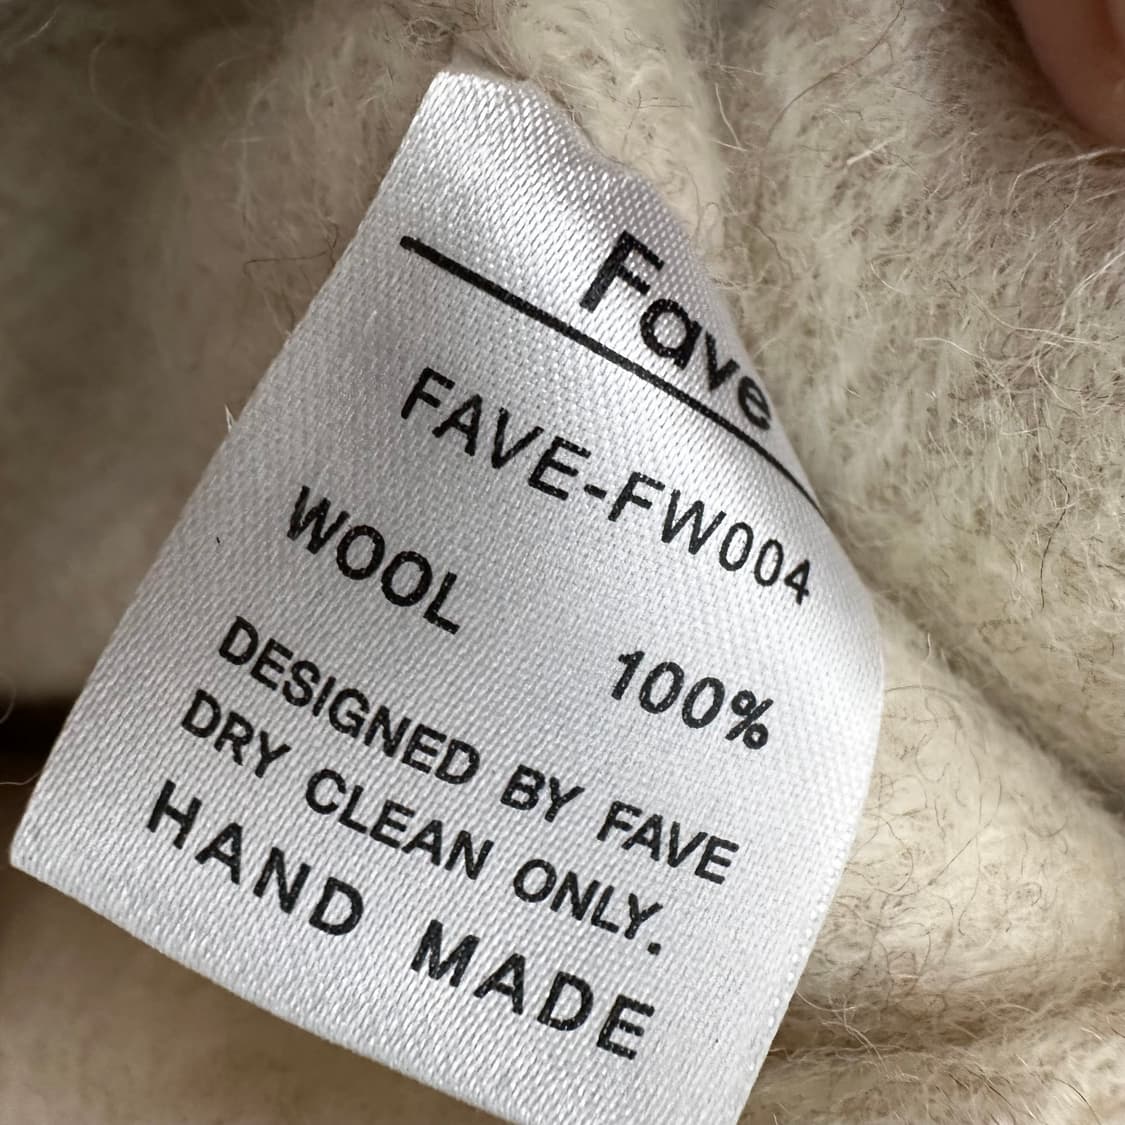 Fave
FAVE-FW004
WOOL 100%
DESIGNED BY FAVE
DRY CLEAN ONLY.
HAND MADE